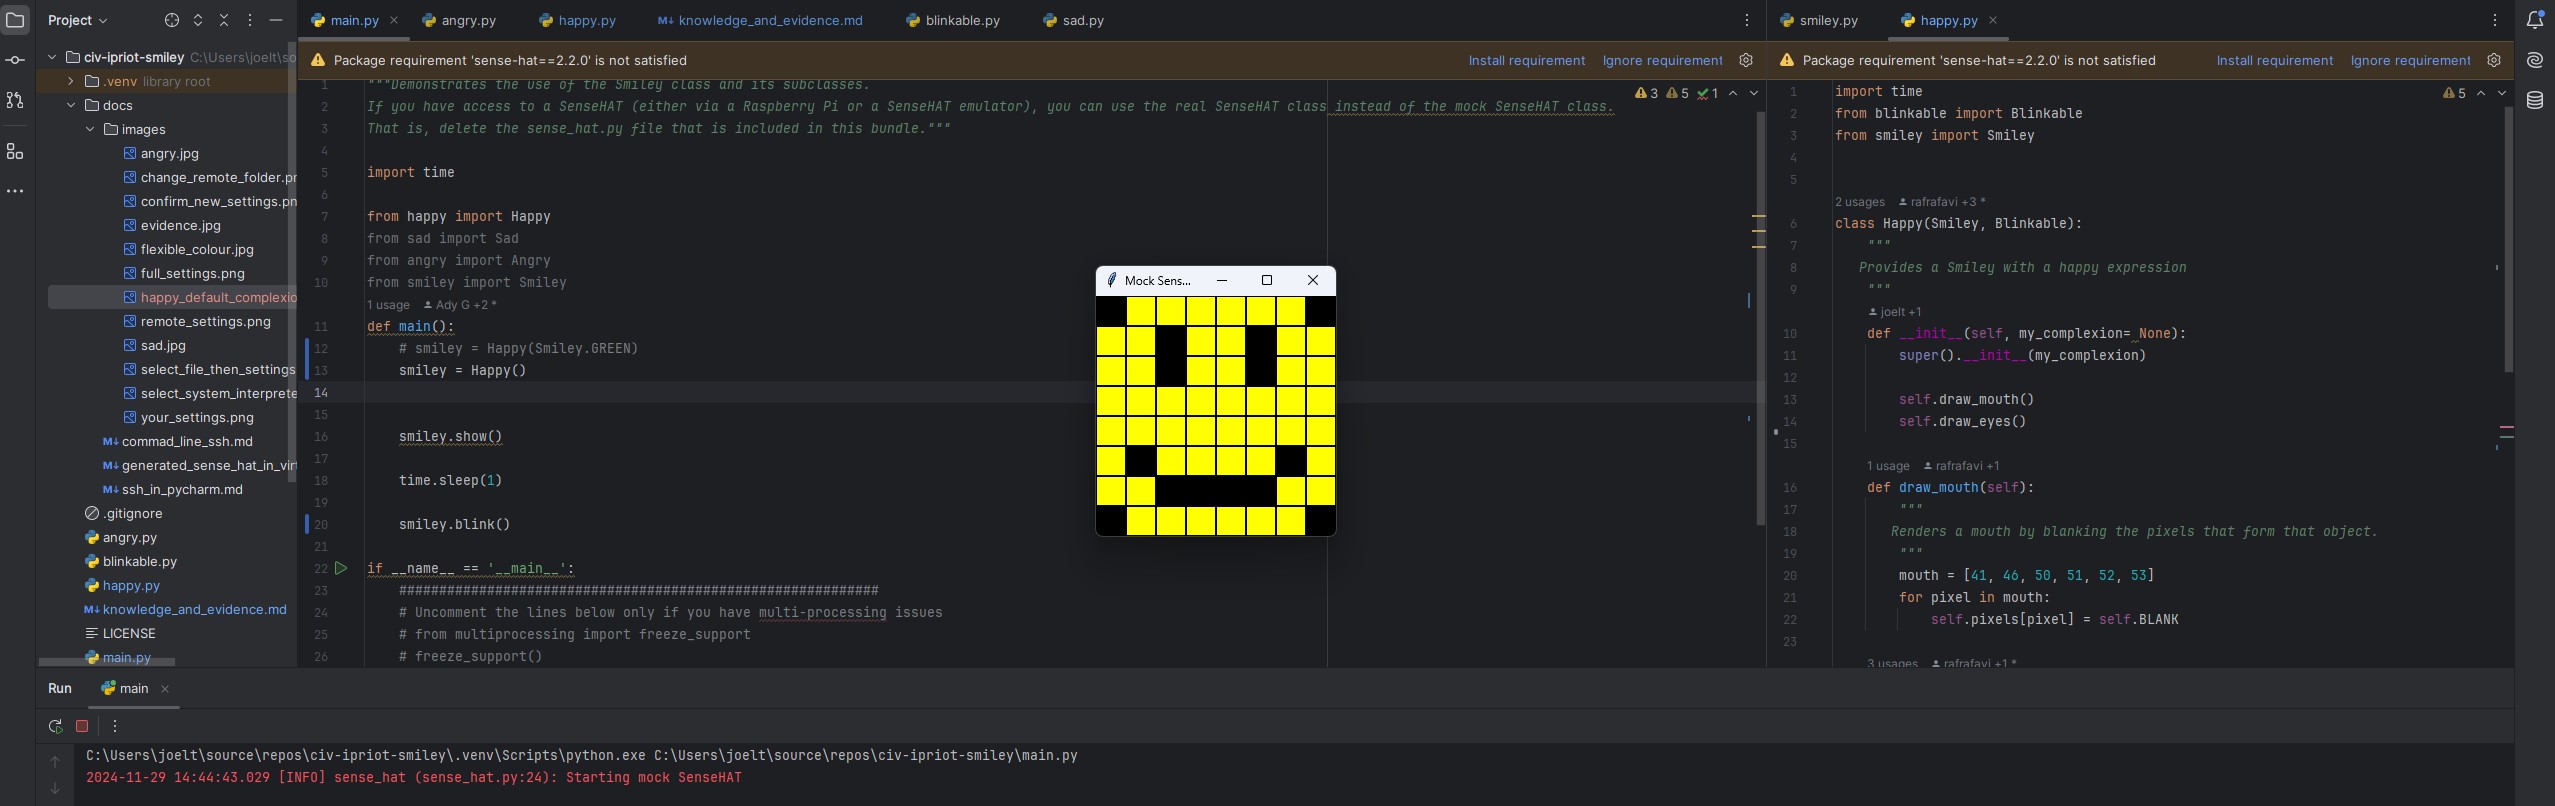 Project
civ-ipriot-smiley C:\Users\joelt\so
.venv library root
docs
images
angry.jpg
change_remote_folder.pr
confirm_new_settings.pn
evidence.jpg
flexible_colour.jpg
full_settings.png
happy_default_complexio
remote_settings.png
sad.jpg
select_file_then_settings
select_system_interprete
your_settings.png
commad_line_ssh.md
generated_sense_hat_in_virt
ssh_in_pycharm.md
.gitignore
angry.py
blinkable.py
happy.py
knowledge_and_evidence.md
LICENSE
main.py
main.py angry.py happy.py knowledge_and_evidence.md blinkable.py sad.py
Package requirement 'sense-hat==2.2.0' is not satisfied Install requirement Ignore requirement
3 5 1
1 """Demonstrates the use of the Smiley class and its subclasses.
2 If you have access to a SenseHAT (either via a Raspberry Pi or a SenseHAT emulator), you can use the real SenseHAT class instead of the mock SenseHAT class.
3 That is, delete the sense_hat.py file that is included in this bundle."""
4
5 import time
6
7 from happy import Happy
8 from sad import Sad
9 from angry import Angry
10 from smiley import Smiley
1 usage Ady G +2 *
11 def main():
12 # smiley = Happy(Smiley.GREEN)
13 smiley = Happy()
14
15
16 smiley.show()
17
18 time.sleep(1)
19
20 smiley.blink()
21
22 if __name__ == '__main__':
23 ############################################################
24 # Uncomment the lines below only if you have multi-processing issues
25 # from multiprocessing import freeze_support
26 # freeze_support()
Mock Sens...
smiley.py happy.py
Package requirement 'sense-hat==2.2.0' is not satisfied Install requirement Ignore requirement
5
1 import time
2 from blinkable import Blinkable
3 from smiley import Smiley
4
5
2 usages rafrafavi +3 *
6 class Happy(Smiley, Blinkable):
7 """
8 Provides a Smiley with a happy expression
9 """
joelt +1
10 def __init__(self, my_complexion= None):
11 super().__init__(my_complexion)
12
13 self.draw_mouth()
14 self.draw_eyes()
15
1 usage rafrafavi +1
16 def draw_mouth(self):
17 """
18 Renders a mouth by blanking the pixels that form that object.
19 """
20 mouth = [41, 46, 50, 51, 52, 53]
21 for pixel in mouth:
22 self.pixels[pixel] = self.BLANK
23
3 usages rafrafavi +1 *
Run main
C:\Users\joelt\source\repos\civ-ipriot-smiley\.venv\Scripts\python.exe C:\Users\joelt\source\repos\civ-ipriot-smiley\main.py
2024-11-29 14:44:43.029 [INFO] sense_hat (sense_hat.py:24): Starting mock SenseHAT